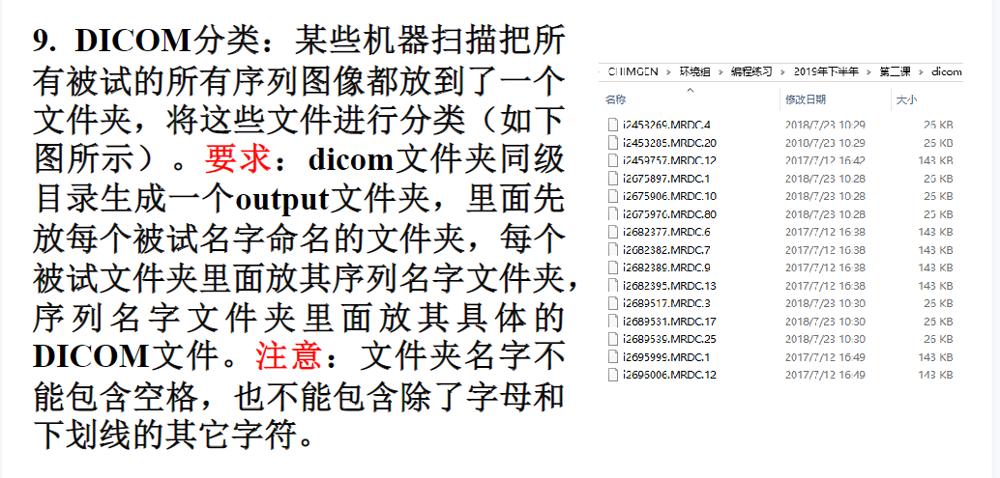 9. DICOM分类：某些机器扫描把所
有被试的所有序列图像都放到了一个
文件夹，将这些文件进行分类（如下
图所示）。要求：dicom文件夹同级
目录生成一个output文件夹，里面先
放每个被试名字命名的文件夹，每个
被试文件夹里面放其序列名字文件夹，
序列名字文件夹里面放其具体的
DICOM文件。注意：文件夹名字不
能包含空格，也不能包含除了字母和
下划线的其它字符。
CHIMGEN › 环境组 › 编程练习 › 2019年下半年 › 第二课 › dicom
名称 修改日期 大小
i2453269.MRDC.4 2018/7/23 10:29 26 KB
i2453285.MRDC.20 2018/7/23 10:29 26 KB
i2459757.MRDC.12 2017/7/12 16:42 143 KB
i2675897.MRDC.1 2018/7/23 10:28 26 KB
i2675906.MRDC.10 2018/7/23 10:28 26 KB
i2675976.MRDC.80 2018/7/23 10:28 25 KB
i2682377.MRDC.6 2017/7/12 16:38 143 KB
i2682382.MRDC.7 2017/7/12 16:38 143 KB
i2682389.MRDC.9 2017/7/12 16:38 143 KB
i2682395.MRDC.13 2017/7/12 16:38 143 KB
i2689517.MRDC.3 2018/7/23 10:30 26 KB
i2689531.MRDC.17 2018/7/23 10:30 26 KB
i2689539.MRDC.25 2018/7/23 10:30 26 KB
i2695999.MRDC.1 2017/7/12 16:49 143 KB
i2696006.MRDC.12 2017/7/12 16:49 143 KB